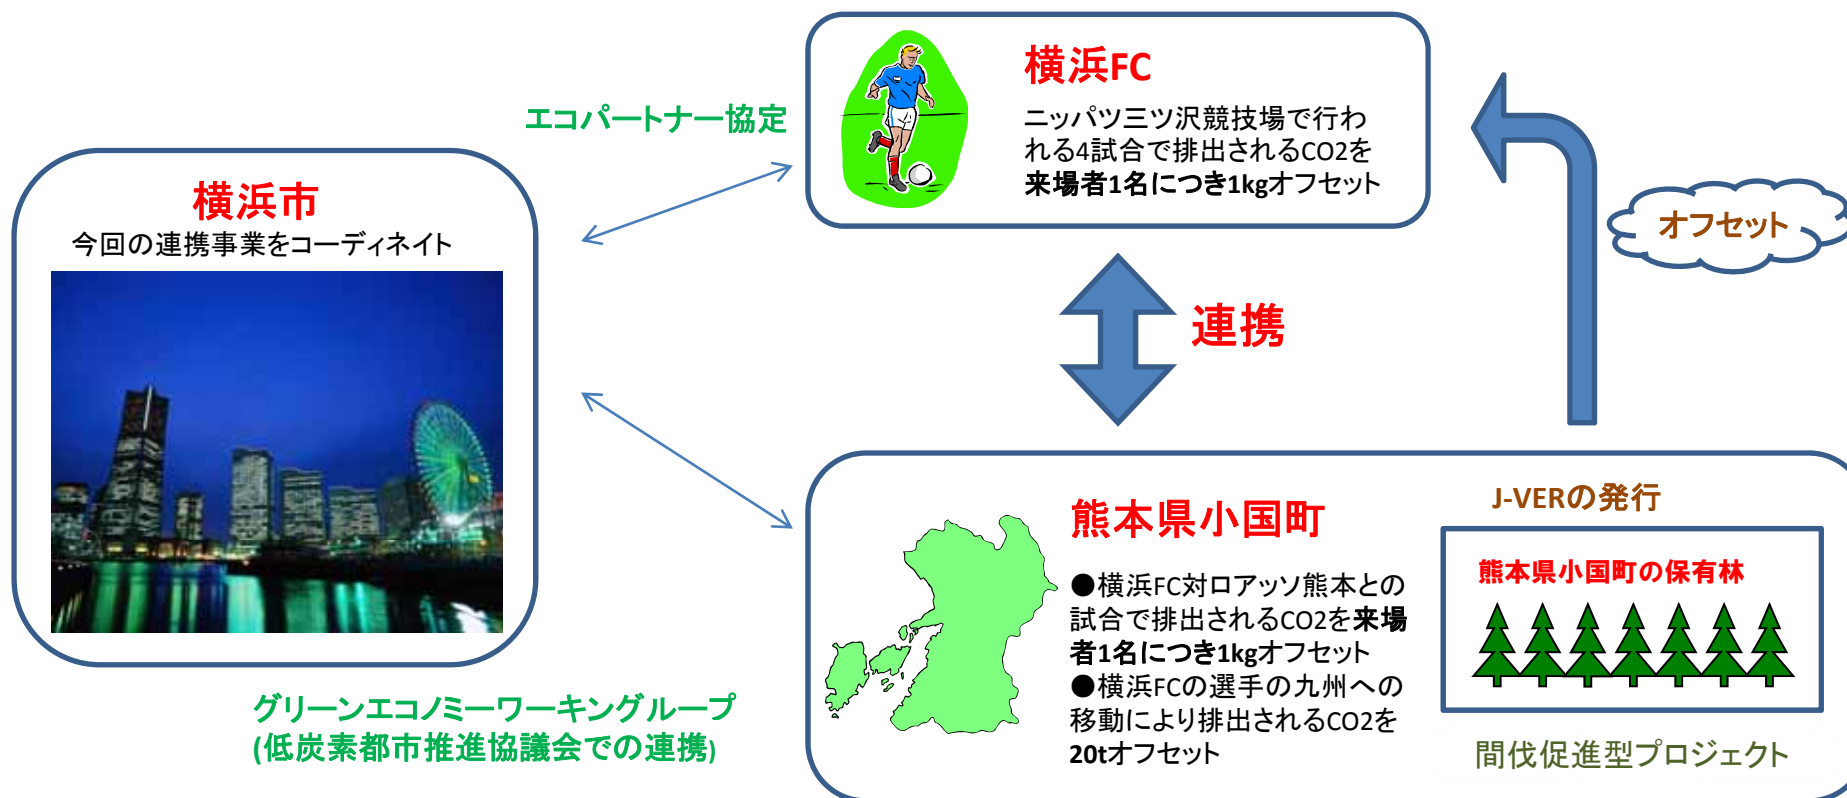 横浜市
今回の連携事業をコーディネイト
エコパートナー協定
横浜FC
ニッパツ三ツ沢競技場で行わ
れる4試合で排出されるCO2を
来場者1名につき1kgオフセット
オフセット
連携
グリーンエコノミーワーキングループ
(低炭素都市推進協議会での連携)
熊本県小国町
●横浜FC対ロアッソ熊本との
試合で排出されるCO2を来場
者1名につき1kgオフセット
●横浜FCの選手の九州への
移動により排出されるCO2を
20tオフセット
J-VERの発行
熊本県小国町の保有林
間伐促進型プロジェクト